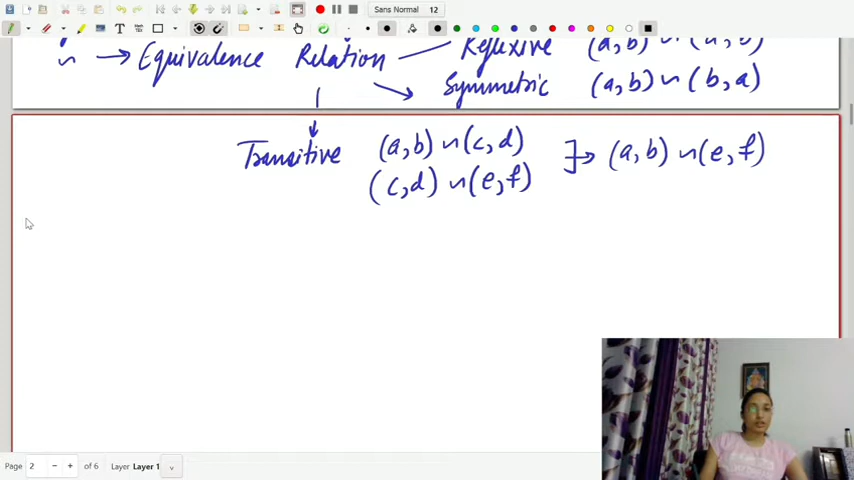 Sans Normal 12
~ → Equivalence Relation Reflexive (a,b) ~ (a,b)
Symmetric (a,b) ~ (b,a)
Transitive (a,b) ~ (c,d) ]→ (a,b) ~ (e,f)
(c,d) ~ (e,f)
Page 2 of 6 Layer Layer 1